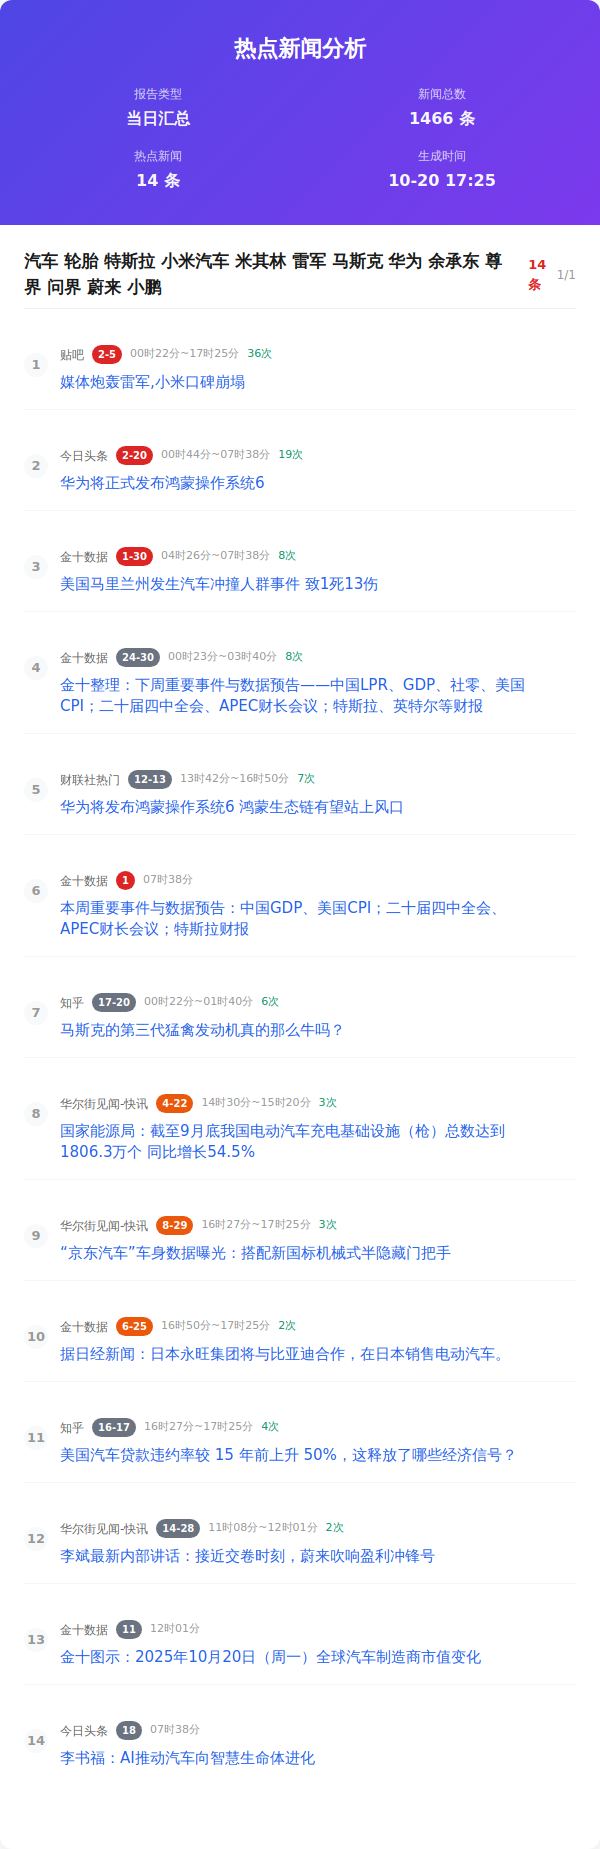 热点新闻分析
报告类型
新闻总数
当日汇总
1466 条
热点新闻
生成时间
14 条
10-20 17:25
汽车 轮胎 特斯拉 小米汽车 米其林 雷军 马斯克 华为 余承东 尊
界 问界 蔚来 小鹏
14
条
1/1
1
贴吧 2-5 00时22分~17时25分 36次
媒体炮轰雷军,小米口碑崩塌
2
今日头条 2-20 00时44分~07时38分 19次
华为将正式发布鸿蒙操作系统6
3
金十数据 1-30 04时26分~07时38分 8次
美国马里兰州发生汽车冲撞人群事件 致1死13伤
4
金十数据 24-30 00时23分~03时40分 8次
金十整理：下周重要事件与数据预告——中国LPR、GDP、社零、美国
CPI；二十届四中全会、APEC财长会议；特斯拉、英特尔等财报
5
财联社热门 12-13 13时42分~16时50分 7次
华为将发布鸿蒙操作系统6 鸿蒙生态链有望站上风口
6
金十数据 1 07时38分
本周重要事件与数据预告：中国GDP、美国CPI；二十届四中全会、
APEC财长会议；特斯拉财报
7
知乎 17-20 00时22分~01时40分 6次
马斯克的第三代猛禽发动机真的那么牛吗？
8
华尔街见闻-快讯 4-22 14时30分~15时20分 3次
国家能源局：截至9月底我国电动汽车充电基础设施（枪）总数达到
1806.3万个 同比增长54.5%
9
华尔街见闻-快讯 8-29 16时27分~17时25分 3次
“京东汽车”车身数据曝光：搭配新国标机械式半隐藏门把手
10
金十数据 6-25 16时50分~17时25分 2次
据日经新闻：日本永旺集团将与比亚迪合作，在日本销售电动汽车。
11
知乎 16-17 16时27分~17时25分 4次
美国汽车贷款违约率较 15 年前上升 50%，这释放了哪些经济信号？
12
华尔街见闻-快讯 14-28 11时08分~12时01分 2次
李斌最新内部讲话：接近交卷时刻，蔚来吹响盈利冲锋号
13
金十数据 11 12时01分
金十图示：2025年10月20日（周一）全球汽车制造商市值变化
14
今日头条 18 07时38分
李书福：AI推动汽车向智慧生命体进化